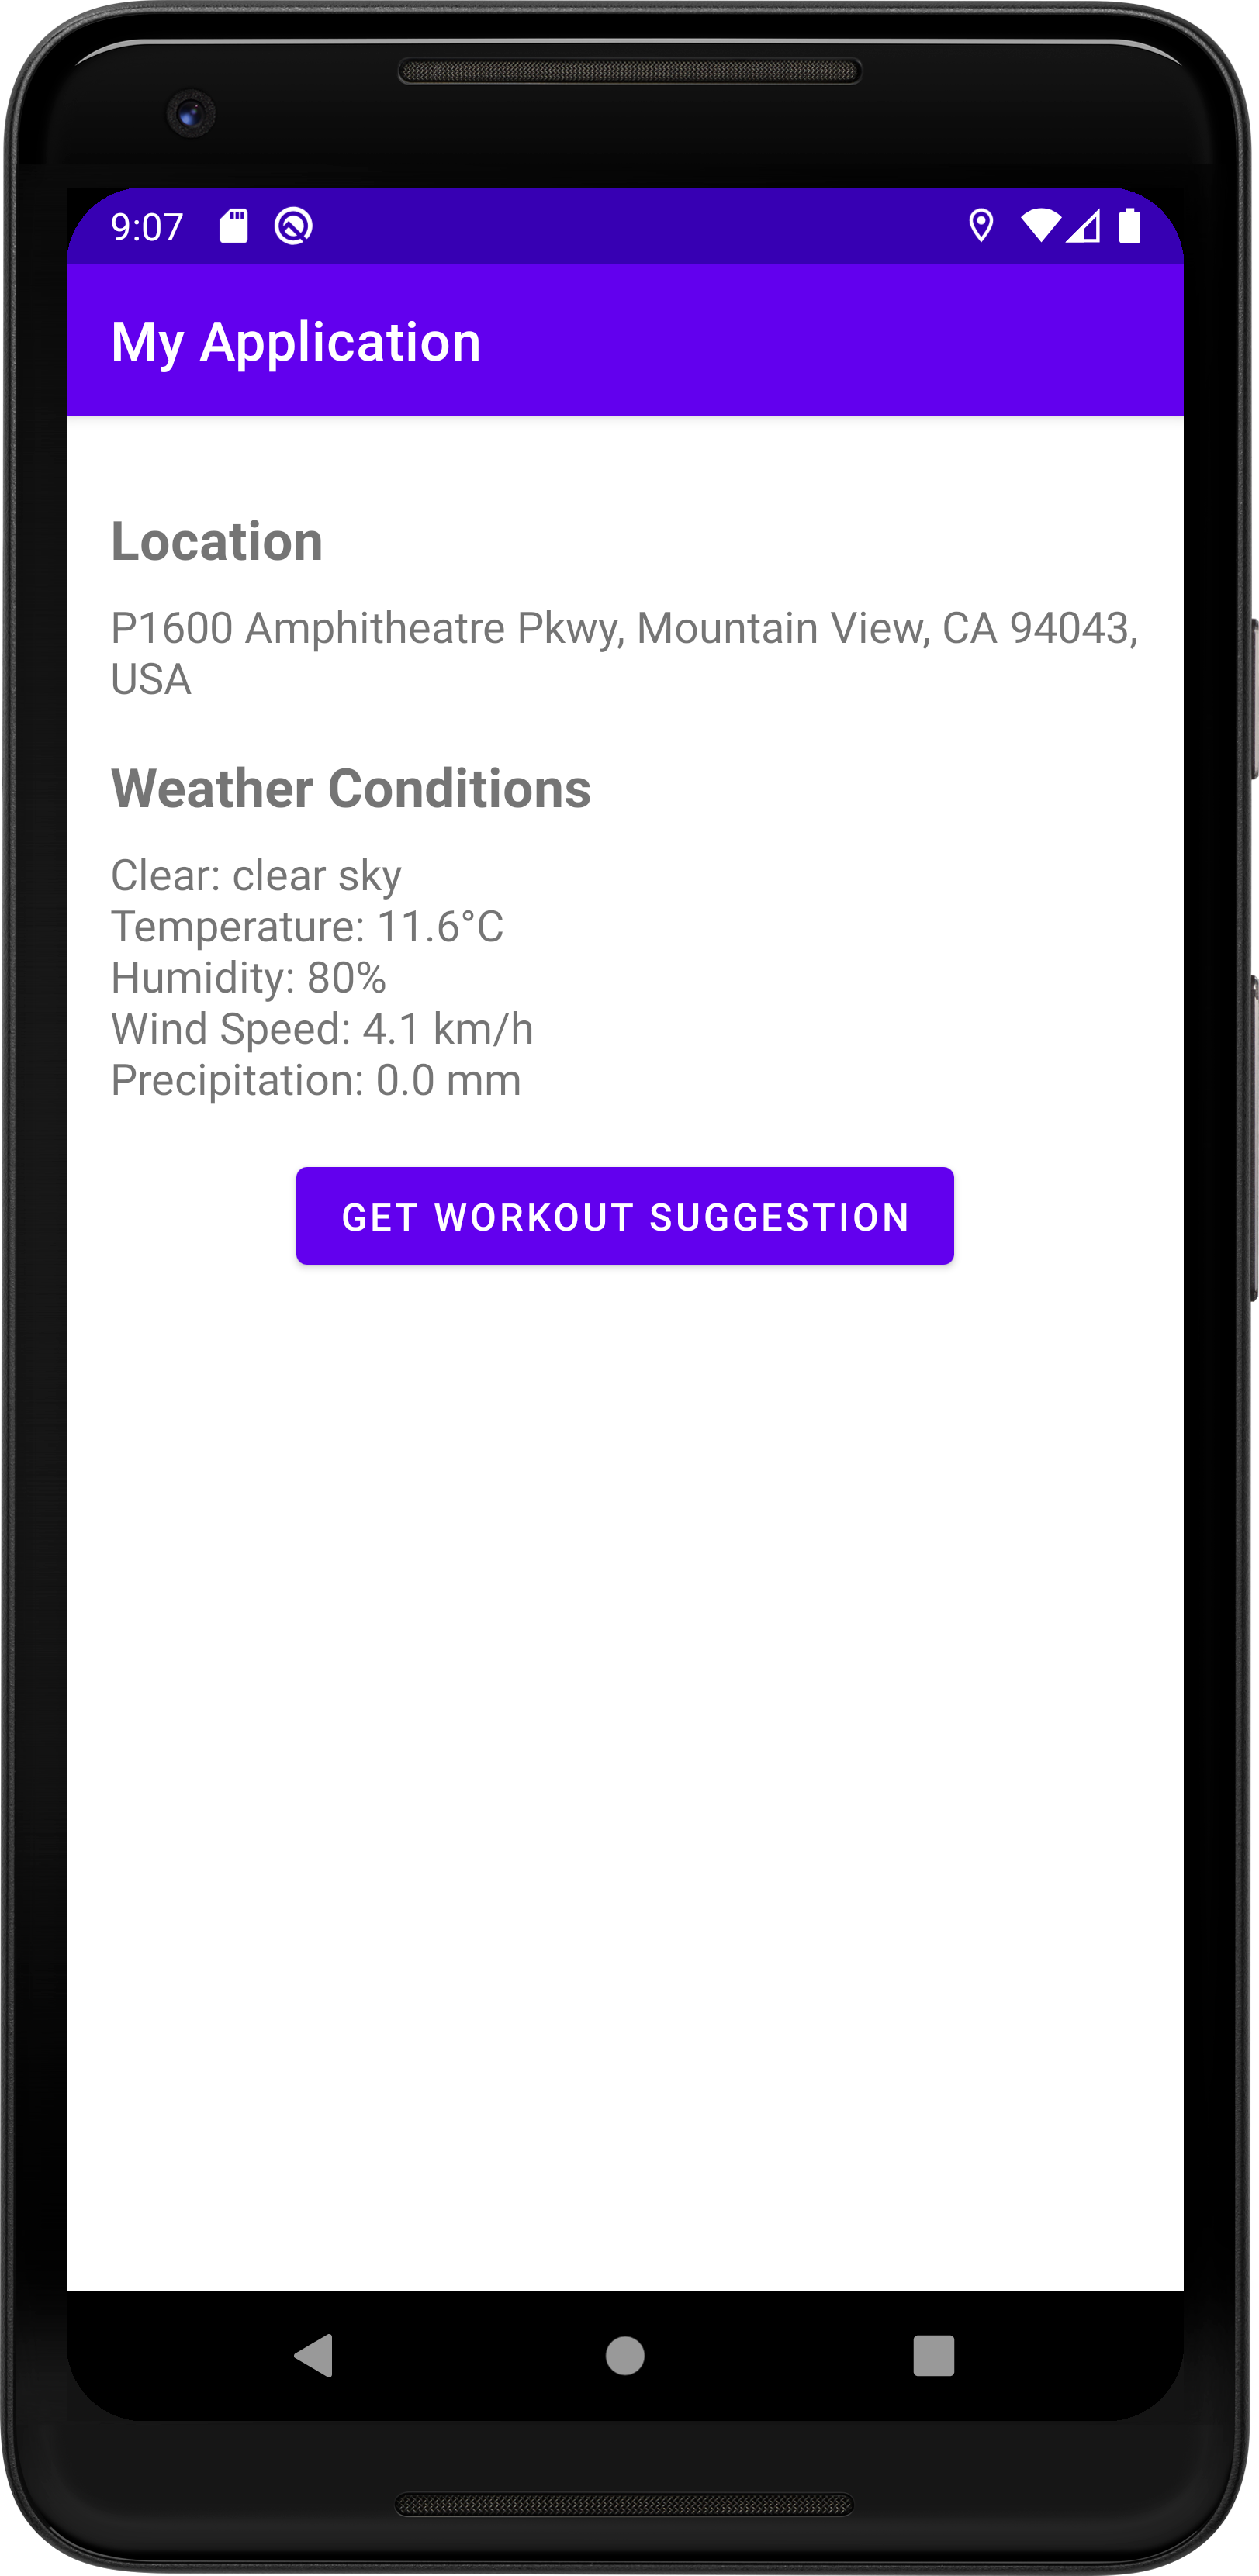 9:07
My Application
Location
P1600 Amphitheatre Pkwy, Mountain View, CA 94043,
USA
Weather Conditions
Clear: clear sky
Temperature: 11.6°C
Humidity: 80%
Wind Speed: 4.1 km/h
Precipitation: 0.0 mm
GET WORKOUT SUGGESTION